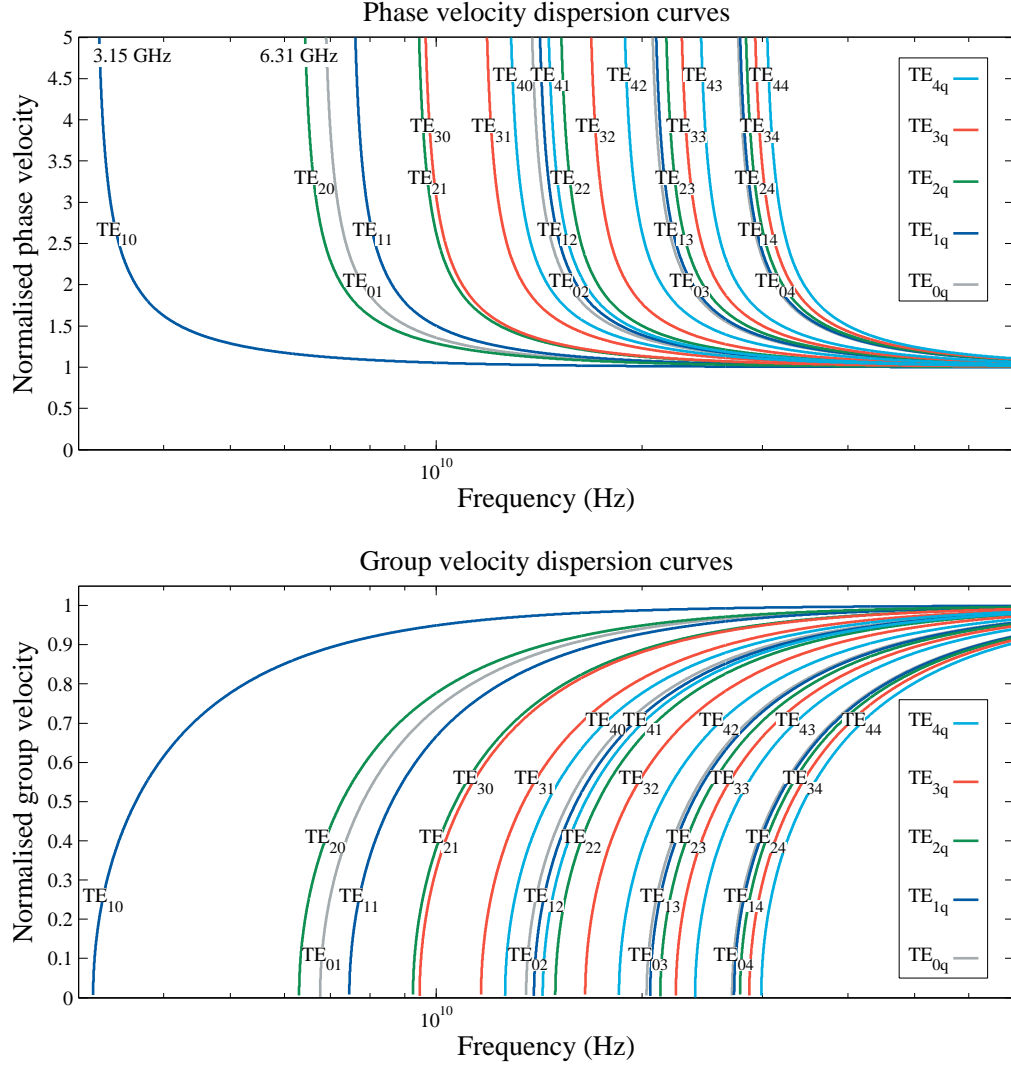 Phase velocity dispersion curves
Normalised phase velocity
5
4.5
4
3.5
3
2.5
2
1.5
1
0.5
0
3.15 GHz
6.31 GHz
TE40
TE41
TE42
TE43
TE44
TE30
TE31
TE32
TE33
TE34
TE20
TE21
TE22
TE23
TE24
TE10
TE11
TE12
TE13
TE14
TE01
TE02
TE03
TE04
TE4q
TE3q
TE2q
TE1q
TE0q
10^10
Frequency (Hz)
Group velocity dispersion curves
Normalised group velocity
1
0.9
0.8
0.7
0.6
0.5
0.4
0.3
0.2
0.1
0
TE40
TE41
TE42
TE43
TE44
TE30
TE31
TE32
TE33
TE34
TE20
TE21
TE22
TE23
TE24
TE10
TE11
TE12
TE13
TE14
TE01
TE02
TE03
TE04
TE4q
TE3q
TE2q
TE1q
TE0q
10^10
Frequency (Hz)